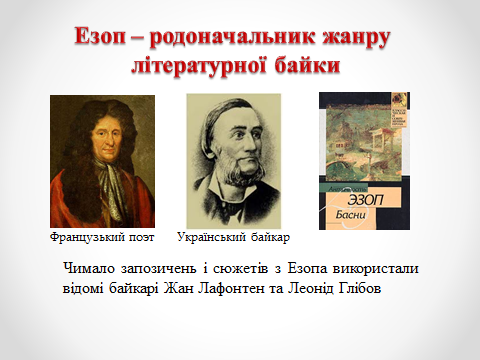 Езоп – родоначальник жанру
літературної байки
ЭЗОП
Басни
Французький поэт
Український байкар
Чимало запозичень і сюжетів з Езопа використали
відомі байкарі Жан Лафонтен та Леонід Глібов